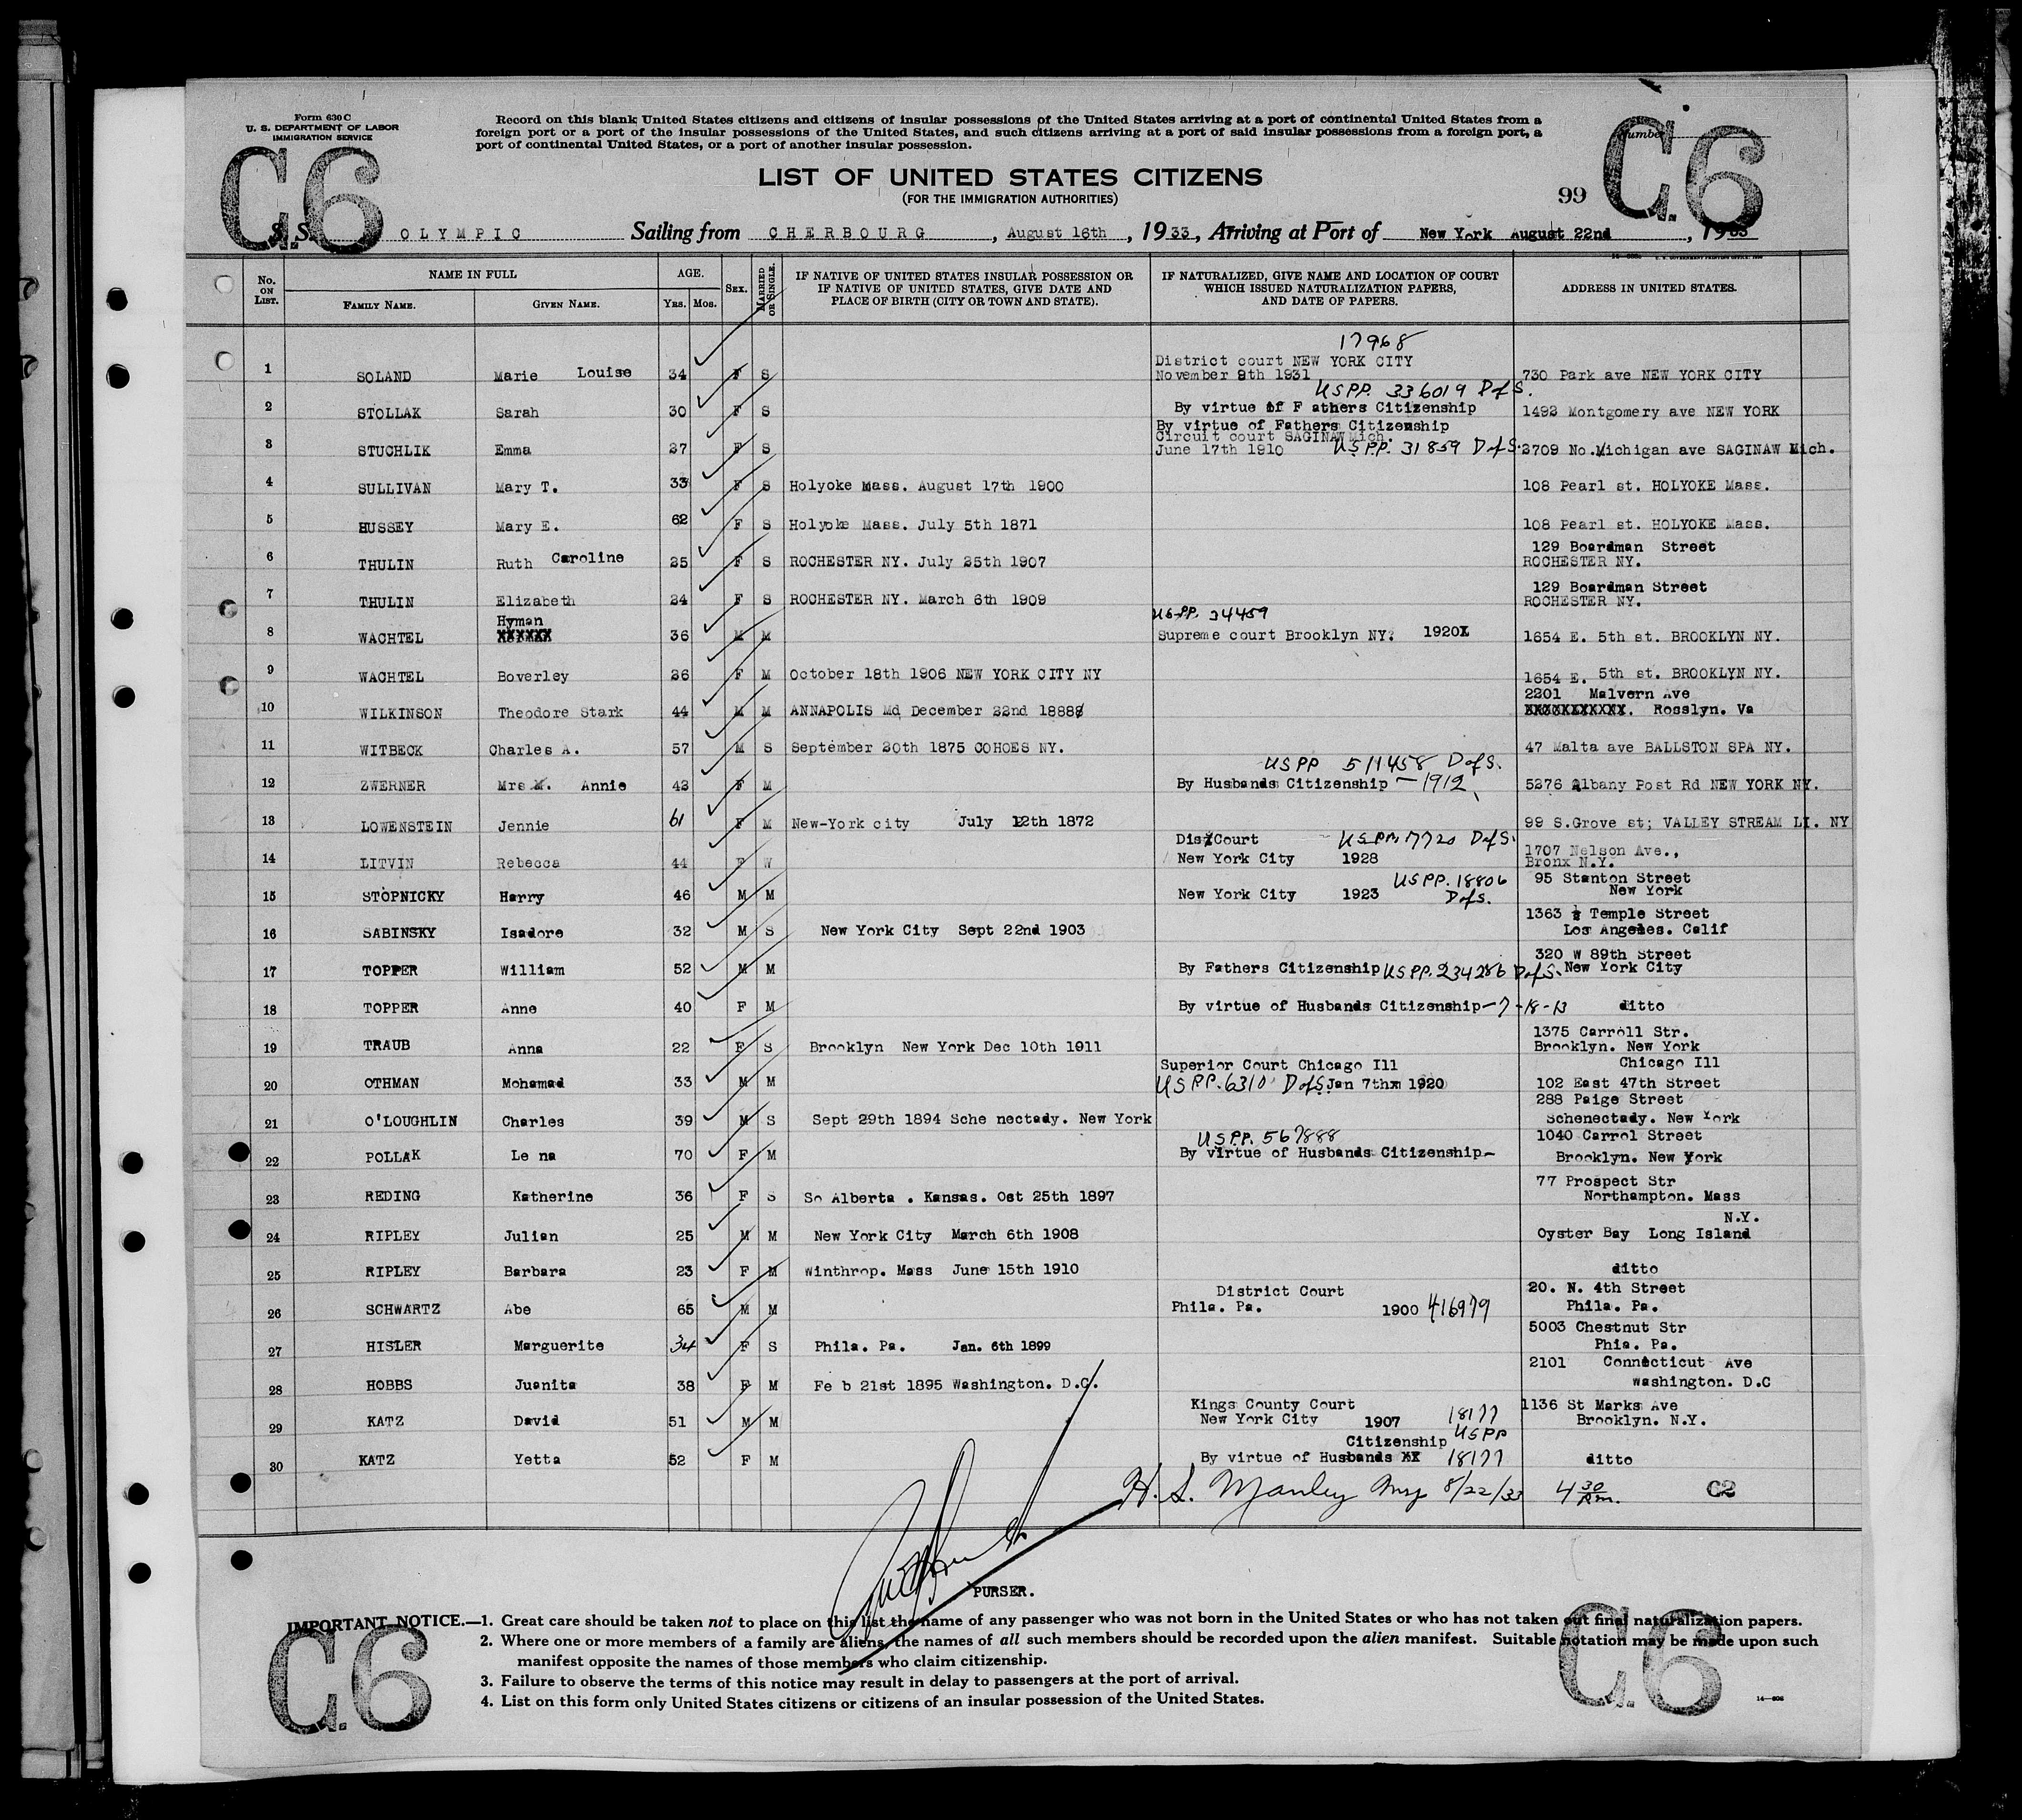 Form 630 C
U. S. DEPARTMENT OF LABOR
IMMIGRATION SERVICE
Record on this blank United States citizens and citizens of insular possessions of the United States arriving at a port of continental United States from a
foreign port or a port of the insular possessions of the United States, and such citizens arriving at a port of said insular possessions from a foreign port, a
port of continental United States, or a port of another insular possession.
Number
C6
C6
LIST OF UNITED STATES CITIZENS
(FOR THE IMMIGRATION AUTHORITIES)
99
S. S. OLYMPIC Sailing from CHERBOURG, August 16th, 1933, Arriving at Port of New York August 22nd, 1933
No. ON LIST. NAME IN FULL FAMILY NAME. GIVEN NAME. AGE. YRS. MOS. SEX. MARRIED OR SINGLE. IF NATIVE OF UNITED STATES INSULAR POSSESSION OR IF NATIVE OF UNITED STATES, GIVE DATE AND PLACE OF BIRTH (CITY OR TOWN AND STATE). IF NATURALIZED, GIVE NAME AND LOCATION OF COURT WHICH ISSUED NATURALIZATION PAPERS, AND DATE OF PAPERS. ADDRESS IN UNITED STATES.
1 SOLAND Marie Louise 34 F S 17968 District court NEW YORK CITY November 9th 1931 730 Park ave NEW YORK CITY
2 STOLLAK Sarah 30 F S USPP. 336019 D of S. By virtue of F athers Citizenship 1492 Montgomery ave NEW YORK
3 STUCHLIK Emma 27 F S By virtue of Fathers Citizenship Circuit court SAGINAW Mich. June 17th 1910 USPP. 31859 D of S. 2709 No. Michigan ave SAGINAW Mich.
4 SULLIVAN Mary T. 33 F S Holyoke Mass. August 17th 1900 108 Pearl st. HOLYOKE Mass.
5 HUSSEY Mary E. 62 F S Holyoke Mass. July 5th 1871 108 Pearl st. HOLYOKE Mass.
6 THULIN Ruth Caroline 25 F S ROCHESTER NY. July 25th 1907 129 Boardman Street ROCHESTER NY.
7 THULIN Elizabeth 24 F S ROCHESTER NY. March 6th 1909 129 Boardman Street ROCHESTER NY.
8 WACHTEL Hyman XXXXXX 36 M M USPP. 34459 Supreme court Brooklyn NY. 1920X 1654 E. 5th st. BROOKLYN NY.
9 WACHTEL Boverley 26 F M October 18th 1906 NEW YORK CITY NY 1654 E. 5th st. BROOKLYN NY.
10 WILKINSON Theodore Stark 44 M M ANNAPOLIS Md December 22nd 1888 2201 Malvern Ave XXXXXXXXXXX. Rosslyn. Va
11 WITBECK Charles A. 57 M S September 20th 1875 COHOES NY. 47 Malta ave BALLSTON SPA NY.
12 ZWERNER Mrs M. Annie 42 F M USPP 511458 D of S. By Husbands Citizenship - 1912 5276 Albany Post Rd NEW YORK NY.
13 LOWENSTEIN Jennie 61 F M New-York city July 12th 1872 99 S.Grove st; VALLEY STREAM LI. NY
14 LITVIN Rebecca 44 F W Dist Court USPP. 7720 D of S. New York City 1928 1707 Nelson Ave., Bronx N.Y.
15 STOPNICKY Harry 46 M M New York City 1923 USPP. 18806 D of S. 95 Stanton Street New York
16 SABINSKY Isadore 32 M S New York City Sept 22nd 1903 1363 ½ Temple Street Los Angeles. Calif
17 TOPPER William 52 M M By Fathers Citizenship USPP. 234286 D of S. 320 W 89th Street New York City
18 TOPPER Anne 40 F M By virtue of Husbands Citizenship - 7-18-13 ditto
19 TRAUB Anna 22 F S Brooklyn New York Dec 10th 1911 1375 Carroll Str. Brooklyn. New York
20 OTHMAN Mohamad 33 M M Superior Court Chicago Ill USPP. 6310 D of S. Jan 7thm 1920 Chicago Ill 102 East 47th Street
21 O'LOUGHLIN Charles 39 M S Sept 29th 1894 Sche nectady. New York 288 Paige Street Schenectady. New York
22 POLLAK Le na 70 F M USPP. 567888 By virtue of Husbands Citizenship- 1040 Carrol Street Brooklyn. New York
23 REDING Katherine 36 F S So Alberta . Kansas. Oct 25th 1897 77 Prospect Str Northampton. Mass
24 RIPLEY Julian 25 M M New York City March 6th 1908 N.Y. Oyster Bay Long Island
25 RIPLEY Barbara 23 F M Winthrop. Mass June 15th 1910 ditto
26 SCHWARTZ Abe 65 M M District Court Phila. Pa. 1900 416979 20. N. 4th Street Phila. Pa.
27 HISLER Marguerite 34 F S Phila. Pa. Jan. 6th 1899 5003 Chestnut Str Phia. Pa.
28 HOBBS Juanita 38 F M Fe b 21st 1895 Washington. D.C. 2101 Connecticut Ave Washington. D.C
29 KATZ David 51 M M Kings County Court New York City 1907 18177 USPP 1136 St Marks Ave Brooklyn. N.Y.
30 KATZ Yetta 52 F M Citizenship By virtue of Husbands XX 18177 ditto
H. S. Manley 8/22/33 4 30 P.m. C2
PURSER.
IMPORTANT NOTICE.—1. Great care should be taken not to place on this list the name of any passenger who was not born in the United States or who has not taken out final naturalization papers.
2. Where one or more members of a family are aliens, the names of all such members should be recorded upon the alien manifest. Suitable notation may be made upon such
manifest opposite the names of those members who claim citizenship.
3. Failure to observe the terms of this notice may result in delay to passengers at the port of arrival.
4. List on this form only United States citizens or citizens of an insular possession of the United States.
C6
C6